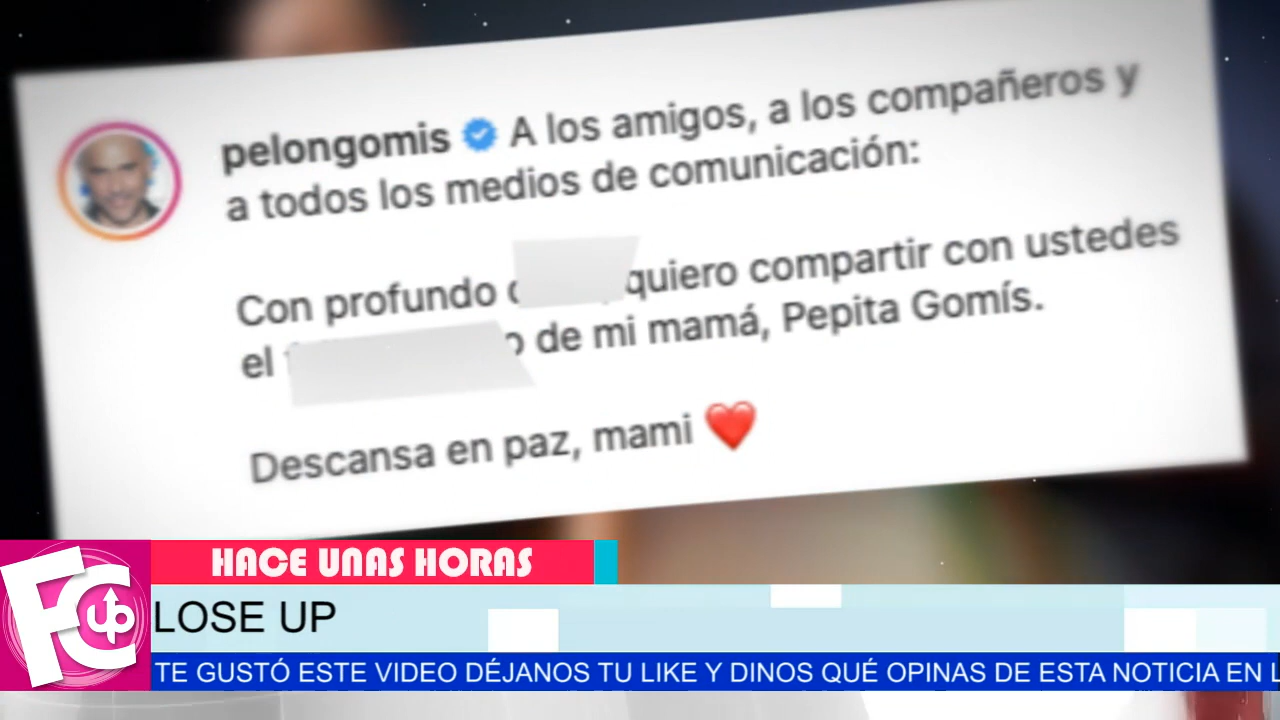 pelongomis A los amigos, a los compañeros y
a todos los medios de comunicación:
Con profundo quiero compartir con ustedes
el de mi mamá, Pepita Gomís.
Descansa en paz, mami
HACE UNAS HORAS
FC up
LOSE UP
TE GUSTÓ ESTE VIDEO DÉJANOS TU LIKE Y DINOS QUÉ OPINAS DE ESTA NOTICIA EN L